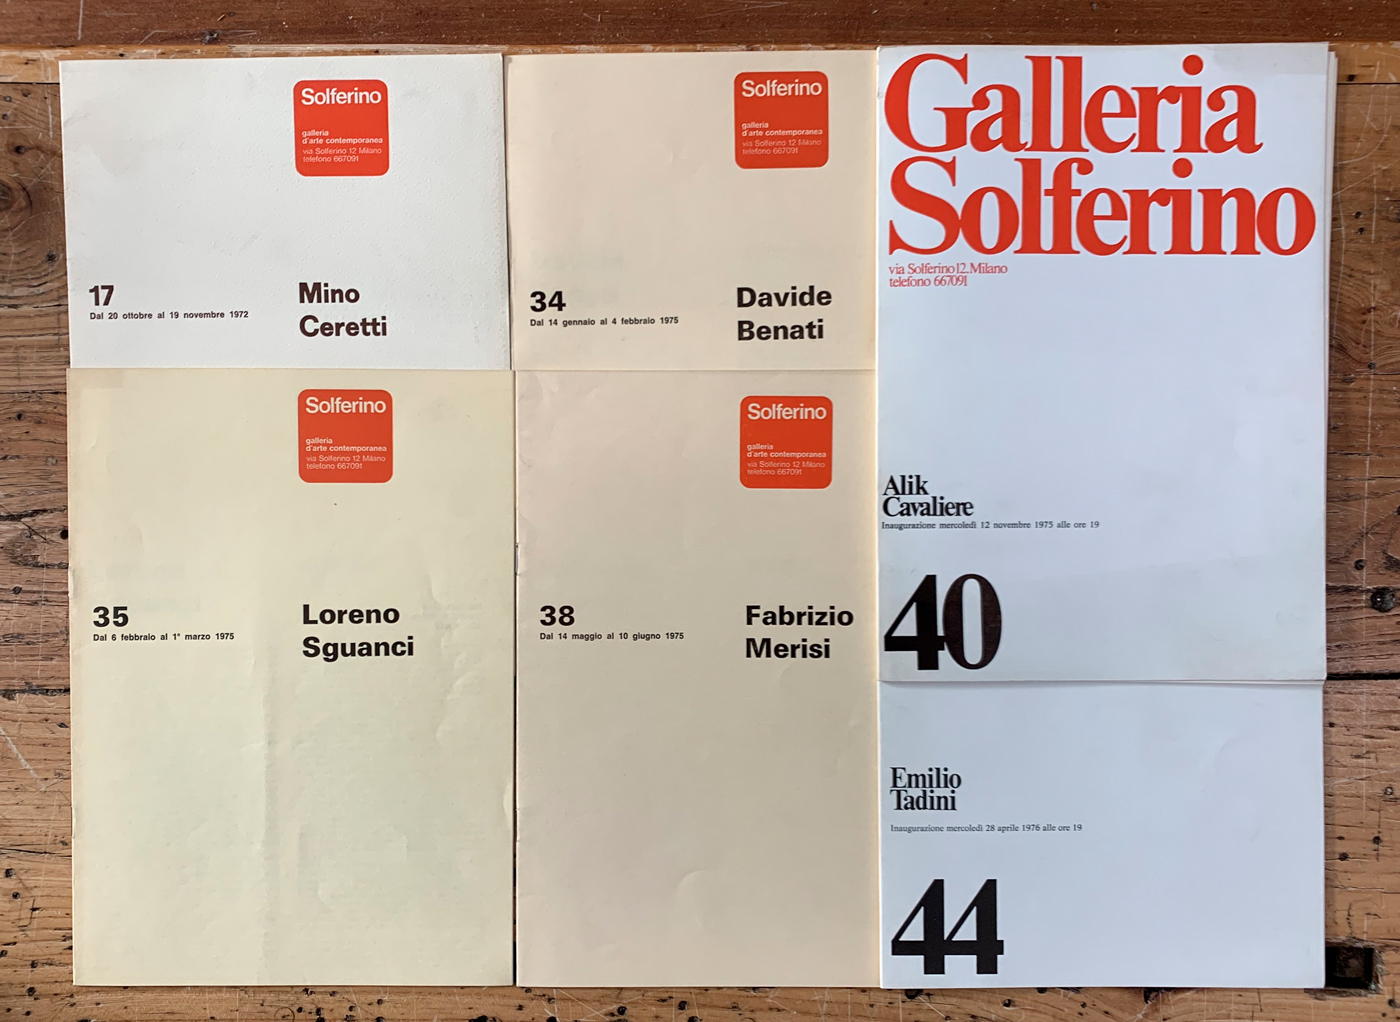 Solferino
galleria
d'arte contemporanea
via Solferino 12 Milano
telefono 667091
17
Dal 20 ottobre al 19 novembre 1972
Mino
Ceretti
Solferino
galleria
d'arte contemporanea
via Solferino 12 Milano
telefono 667091
34
Dal 14 gennaio al 4 febbraio 1975
Davide
Benati
Solferino
galleria
d'arte contemporanea
via Solferino 12 Milano
telefono 667091
35
Dal 6 febbraio al 1° marzo 1975
Loreno
Sguanci
Solferino
galleria
d'arte contemporanea
via Solferino 12 Milano
telefono 667091
38
Dal 14 maggio al 10 giugno 1975
Fabrizio
Merisi
Galleria
Solferino
via Solferino 12. Milano
telefono 667091
Alik
Cavaliere
Inaugurazione mercoledì 12 novembre 1975 alle ore 19
40
Emilio
Tadini
Inaugurazione mercoledì 28 aprile 1976 alle ore 19
44